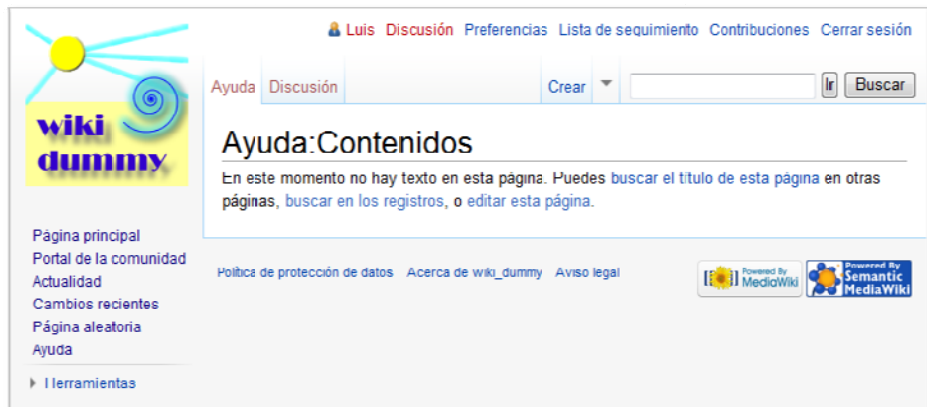 Luis Discusión Preferencias Lista de seguimiento Contribuciones Cerrar sesión
Ayuda Discusión Crear Ir Buscar
wiki
dummy
Ayuda:Contenidos
En este momento no hay texto en esta página. Puedes buscar el título de esta página en otras
páginas, buscar en los registros, o editar esta página.
Página principal
Portal de la comunidad
Actualidad
Cambios recientes
Página aleatoria
Ayuda
Herramientas
Política de protección de datos Acerca de wiki_dummy Aviso legal
Powered By
MediaWiki
Powered By
Semantic
MediaWiki